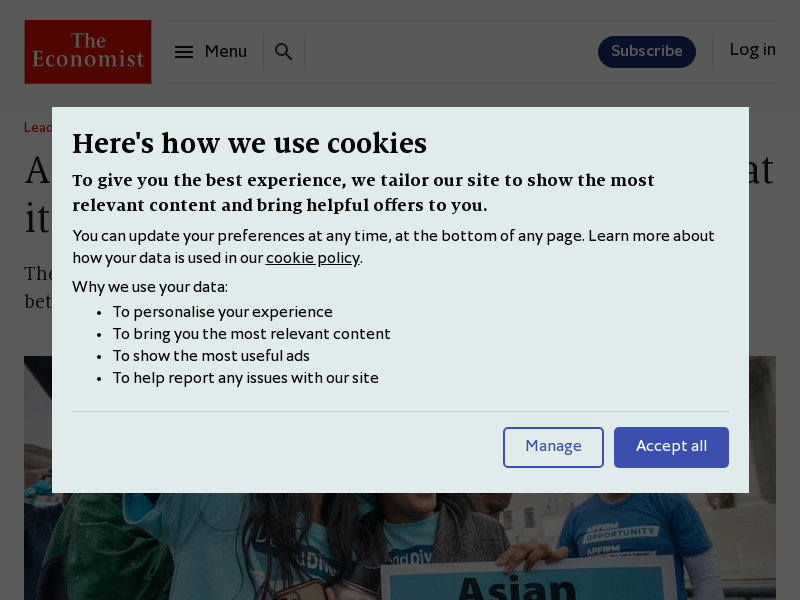 The
Economist
Menu
Subscribe
Log in
Lead
A
at
it
The
bet
Here's how we use cookies
To give you the best experience, we tailor our site to show the most
relevant content and bring helpful offers to you.
You can update your preferences at any time, at the bottom of any page. Learn more about
how your data is used in our cookie policy.
Why we use your data:
• To personalise your experience
• To bring you the most relevant content
• To show the most useful ads
• To help report any issues with our site
Manage
Accept all
AFFIRM
OPPORTUNITY
AFFIRM
Asian